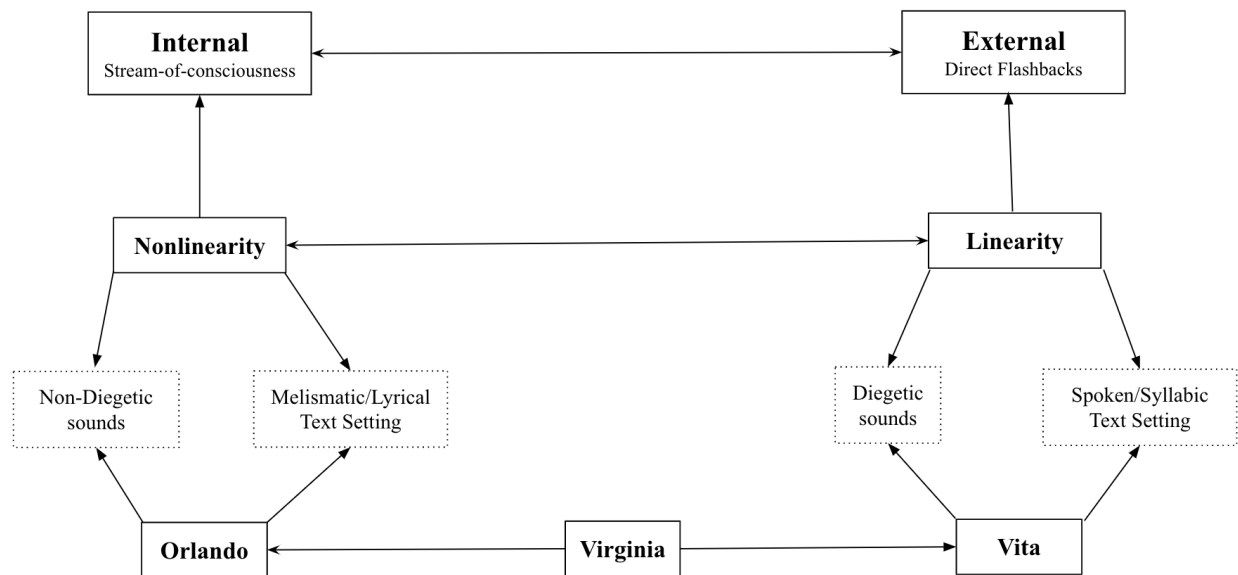 Internal
Stream-of-consciousness
External
Direct Flashbacks
Nonlinearity
Linearity
Non-Diegetic
sounds
Melismatic/Lyrical
Text Setting
Diegetic
sounds
Spoken/Syllabic
Text Setting
Orlando
Virginia
Vita